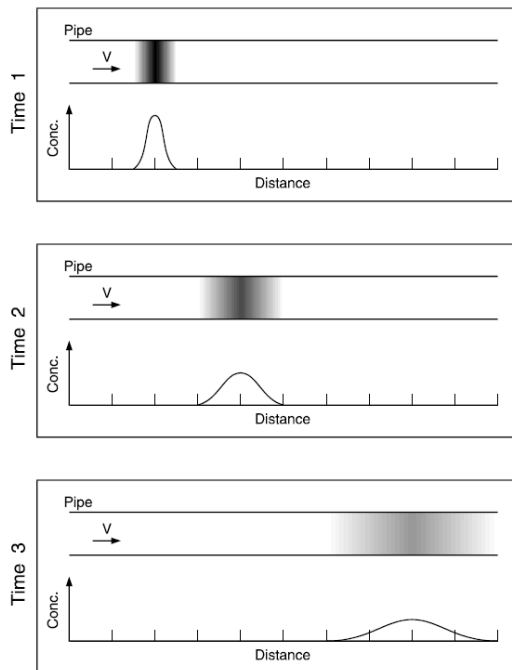 Time 1
Pipe
V
Conc.
Distance
Time 2
Pipe
V
Conc.
Distance
Time 3
Pipe
V
Conc.
Distance